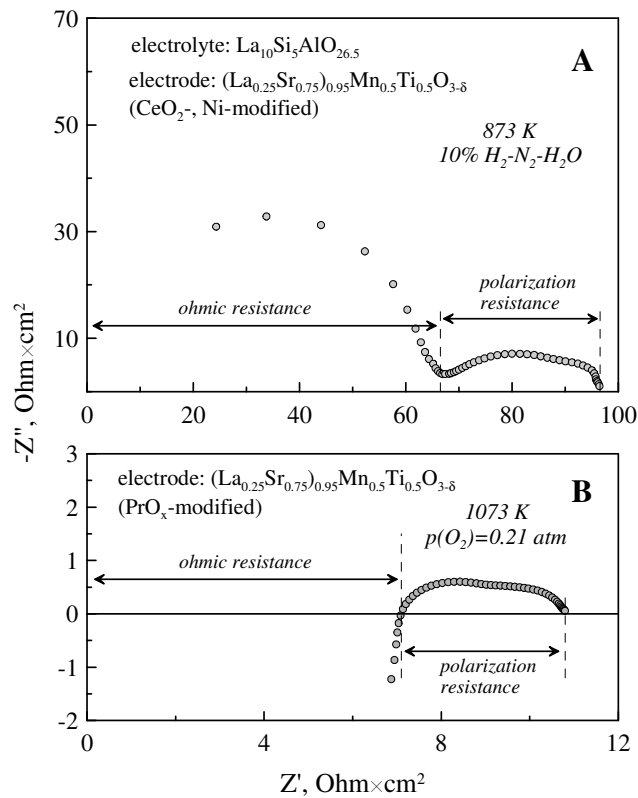 A
electrolyte: La₁₀Si₅AlO₂₆.₅
electrode: (La₀.₂₅Sr₀.₇₅)₀.₉₅Mn₀.₅Ti₀.₅O₃₋δ
(CeO₂-, Ni-modified)
873 K
10% H₂-N₂-H₂O
polarization
resistance
ohmic resistance
70
50
30
10
0 20 40 60 80 100
-Z", Ohm×cm²
B
electrode: (La₀.₂₅Sr₀.₇₅)₀.₉₅Mn₀.₅Ti₀.₅O₃₋δ
(PrOₓ-modified)
1073 K
p(O₂)=0.21 atm
ohmic resistance
polarization
resistance
3
2
1
0
-1
-2
0 4 8 12
Z', Ohm×cm²